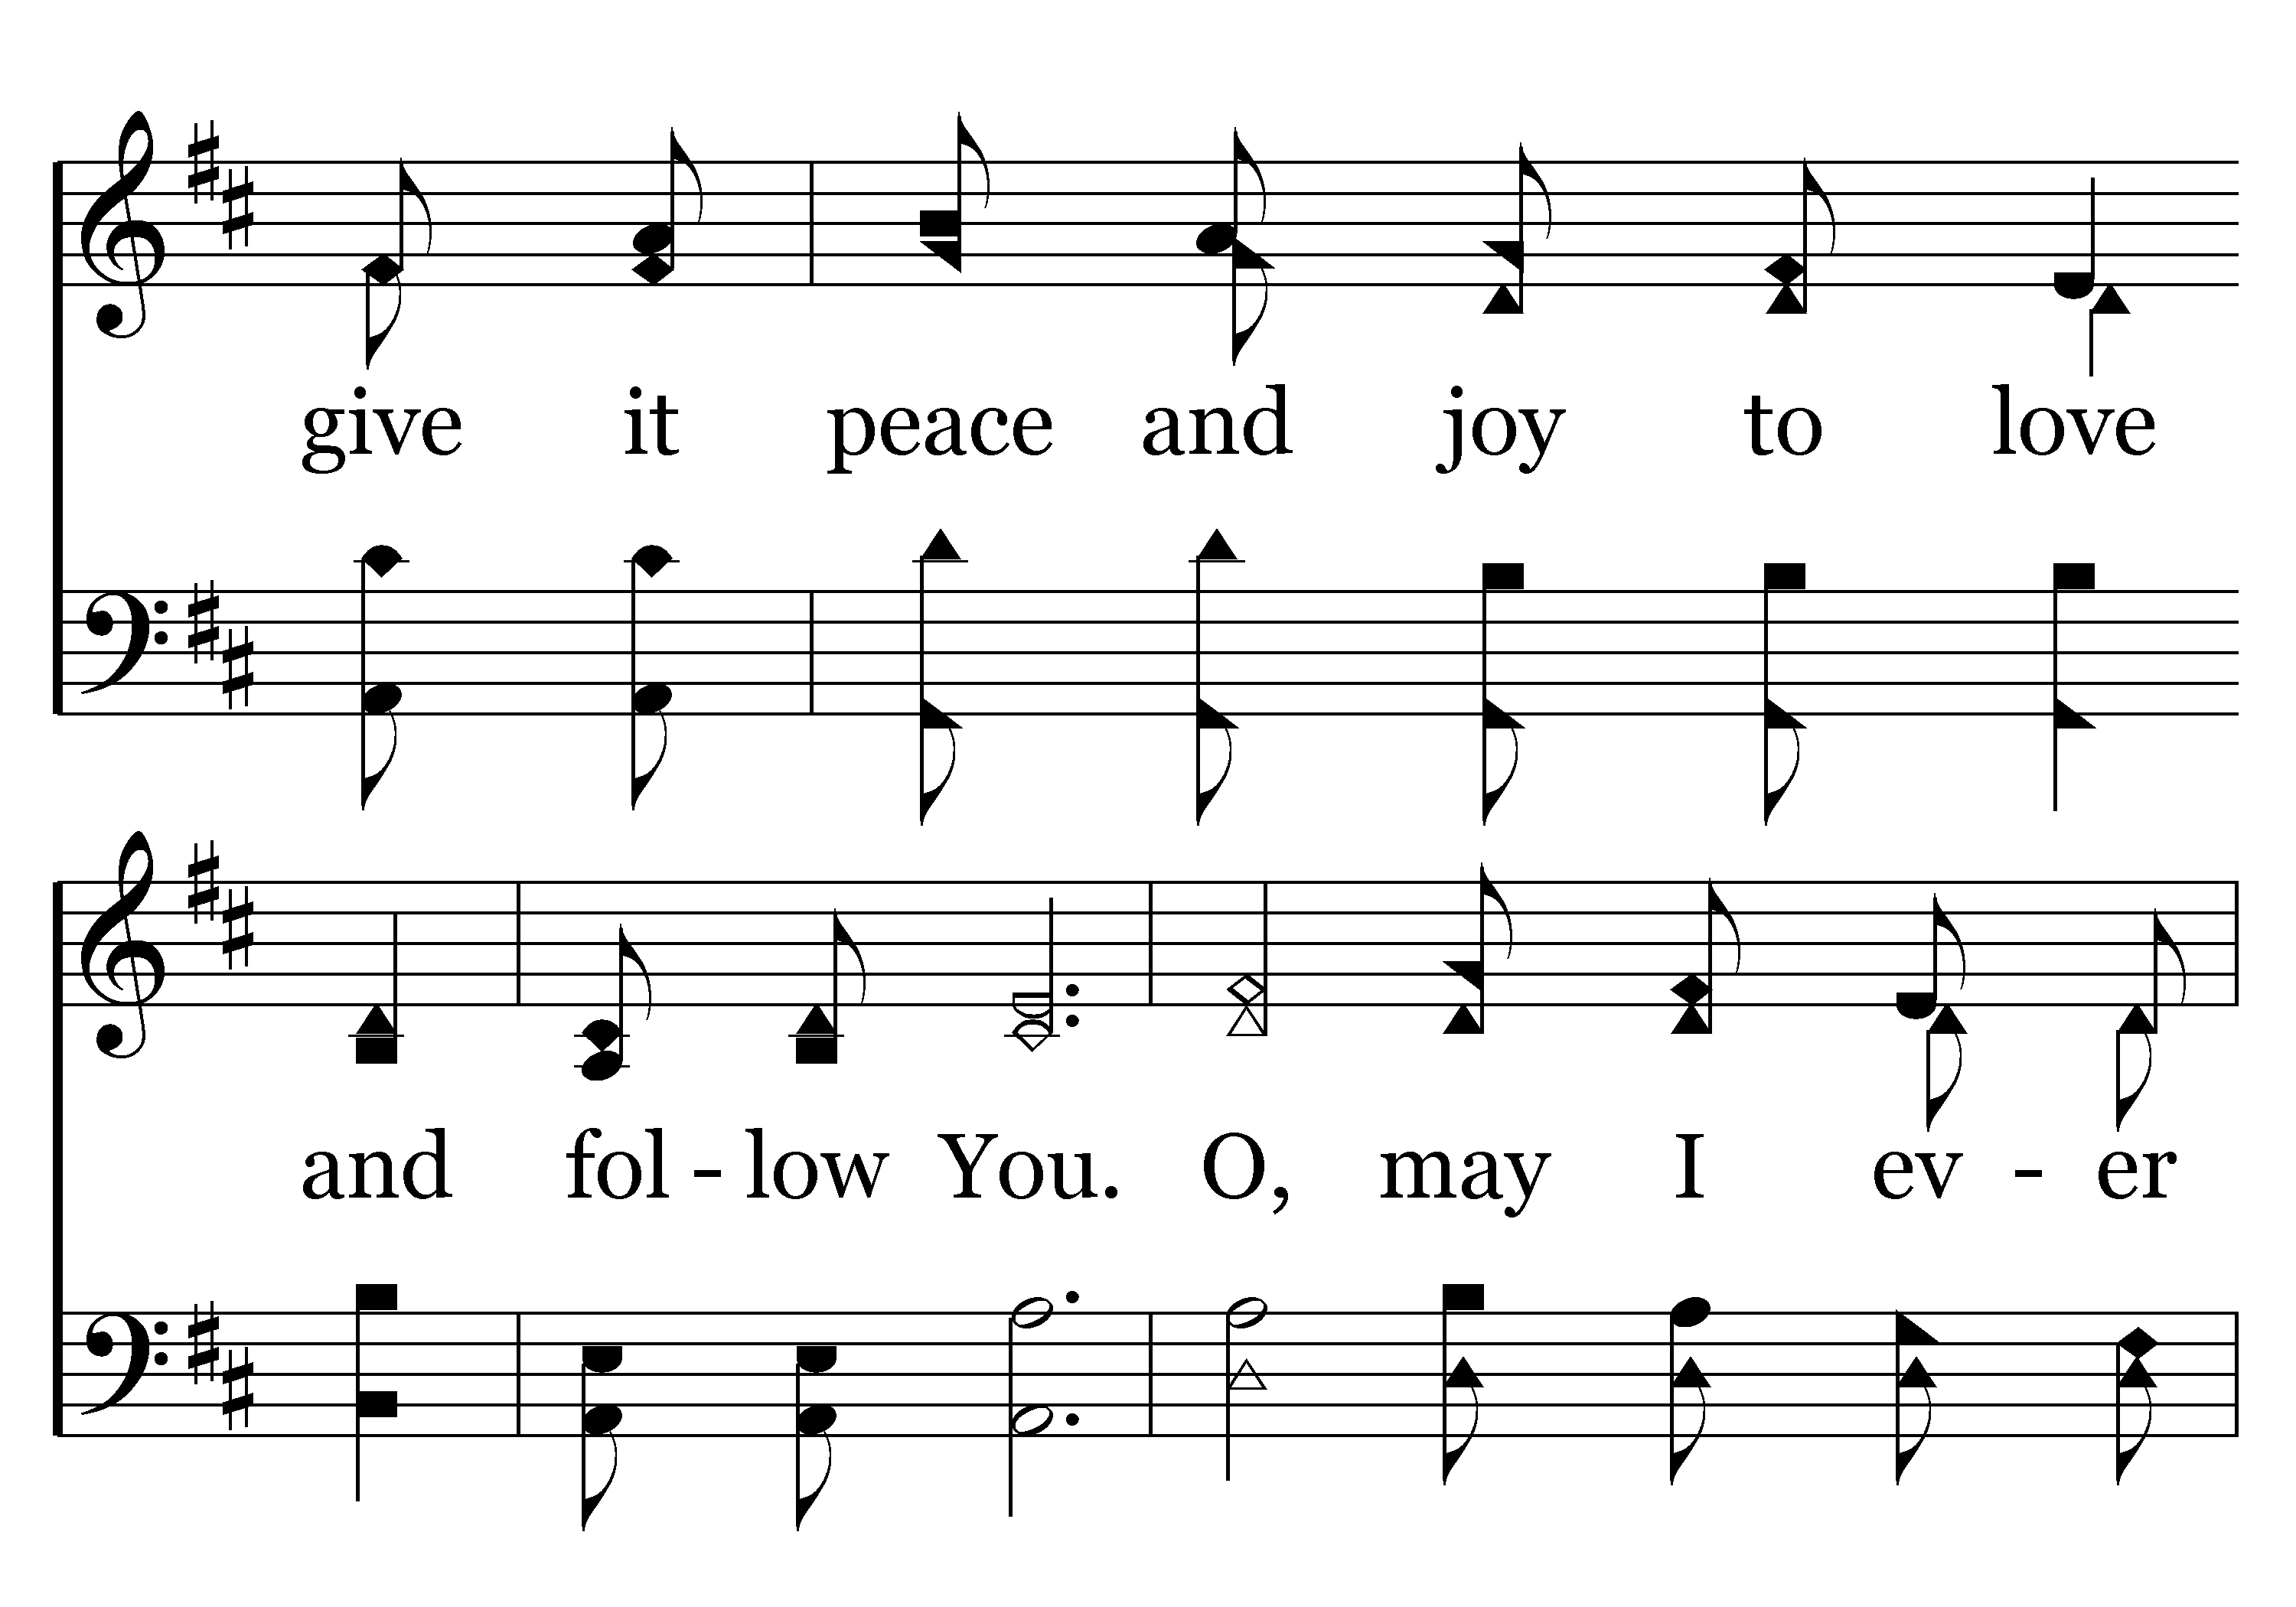 give it peace and joy to love
and fol - low You. O, may I ev - er